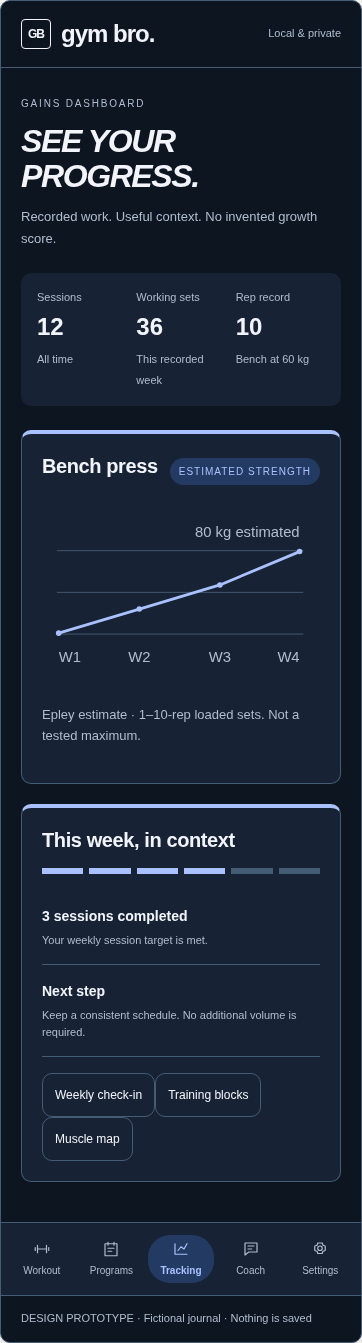 GB gym bro. Local & private
GAINS DASHBOARD
SEE YOUR
PROGRESS.
Recorded work. Useful context. No invented growth
score.
Sessions Working sets Rep record
12 36 10
All time This recorded Bench at 60 kg
week
Bench press ESTIMATED STRENGTH
80 kg estimated
W1 W2 W3 W4
Epley estimate · 1–10-rep loaded sets. Not a
tested maximum.
This week, in context
3 sessions completed
Your weekly session target is met.
Next step
Keep a consistent schedule. No additional volume is
required.
Weekly check-in Training blocks
Muscle map
Workout Programs Tracking Coach Settings
DESIGN PROTOTYPE · Fictional journal · Nothing is saved